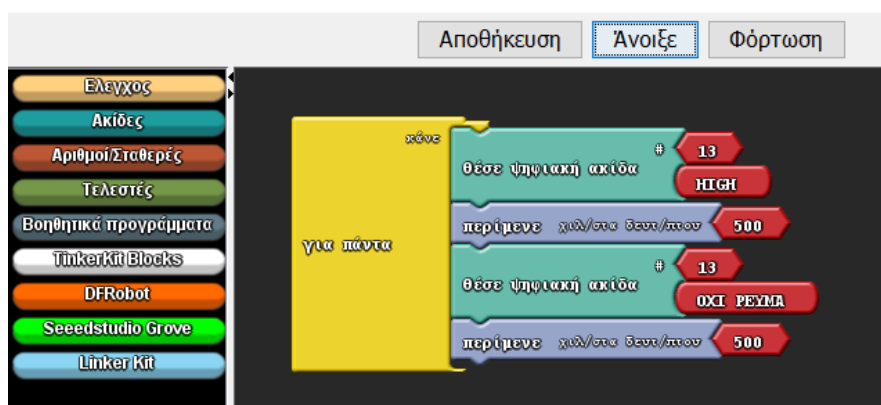 Αποθήκευση Άνοιξε Φόρτωση
Ελεγχος
Ακίδες
Αριθμοί/Σταθερές
Τελεστές
Βοηθητικά προγράμματα
TinkerKit Blocks
DFRobot
Seeedstudio Grove
Linker Kit
για πάντα
κάνε
θέσε ψηφιακή ακίδα # 13
HIGH
περίμενε χιλ/στα δευτ/πτου 500
θέσε ψηφιακή ακίδα # 13
ΟΧΙ ΡΕΥΜΑ
περίμενε χιλ/στα δευτ/πτου 500